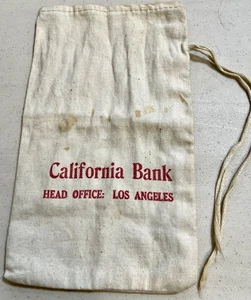 California Bank
HEAD OFFICE: LOS ANGELES